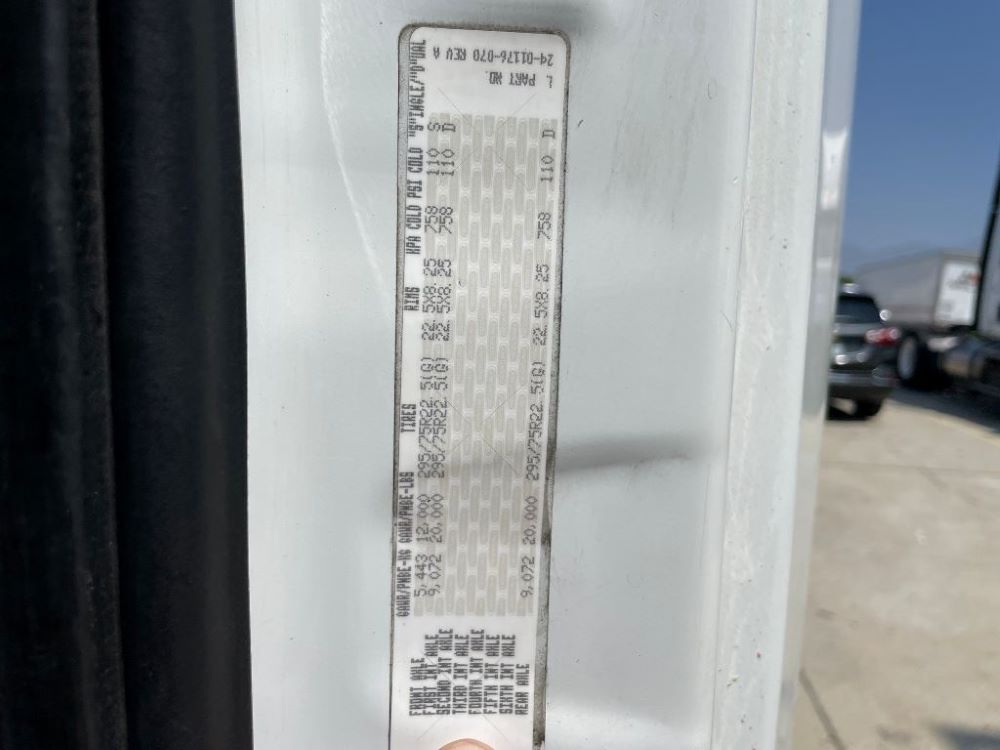 GAWR/PNBE-KG GAWR/PNBE-LBS TIRES RIMS KPA COLD PSI COLD "S"INGLE/"D"UAL
FRONT AXLE 5,443 12,000 295/75R22.5(G) 22.5X8.25 758 110 S
FIRST INT AXLE 9,072 20,000 295/75R22.5(G) 22.5X8.25 758 110 D
SECOND INT AXLE
THIRD INT AXLE
FOURTH INT AXLE
FIFTH INT AXLE
SIXTH INT AXLE
REAR AXLE 9,072 20,000 295/75R22.5(G) 22.5X8.25 758 110 D
L PART NO.
24-01176-070 REV A